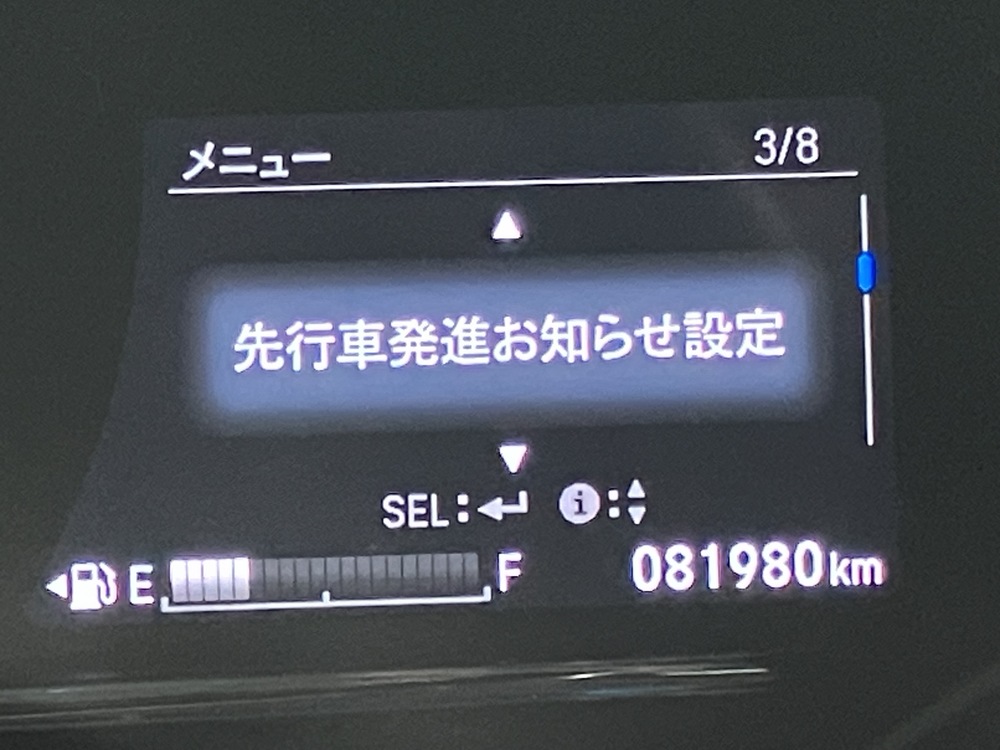 メニュー 3/8
▲
先行車発進お知らせ設定
▼
SEL:↵ i:▲▼
E F 081980km